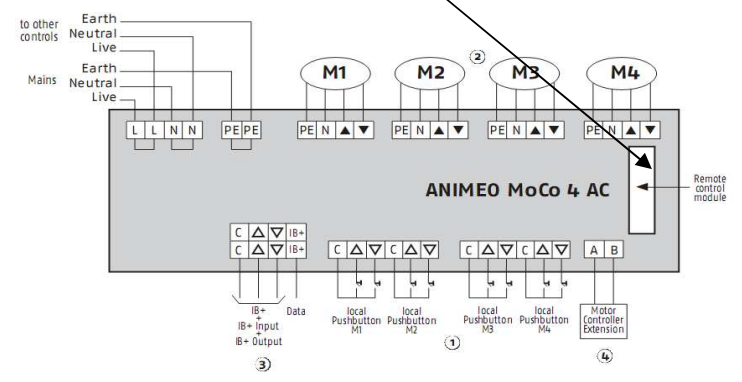 to other controls
Earth
Neutral
Live
Mains
Earth
Neutral
Live
M1
M2
②
M3
M4
L L N N
PE PE
PE N ▲ ▼
PE N ▲ ▼
PE N ▲ ▼
PE N ▲ ▼
ANIMEO MoCo 4 AC
Remote
control
module
C △ ▽ IB+
C △ ▽ IB+
C △ ▽ C △ ▽
C △ ▽ C △ ▽
A B
IB+
+
IB+ Input
+
IB+ Output
Data
local
Pushbutton
M1
local
Pushbutton
M2
local
Pushbutton
M3
local
Pushbutton
M4
Motor
Controller
Extension
①
③
④